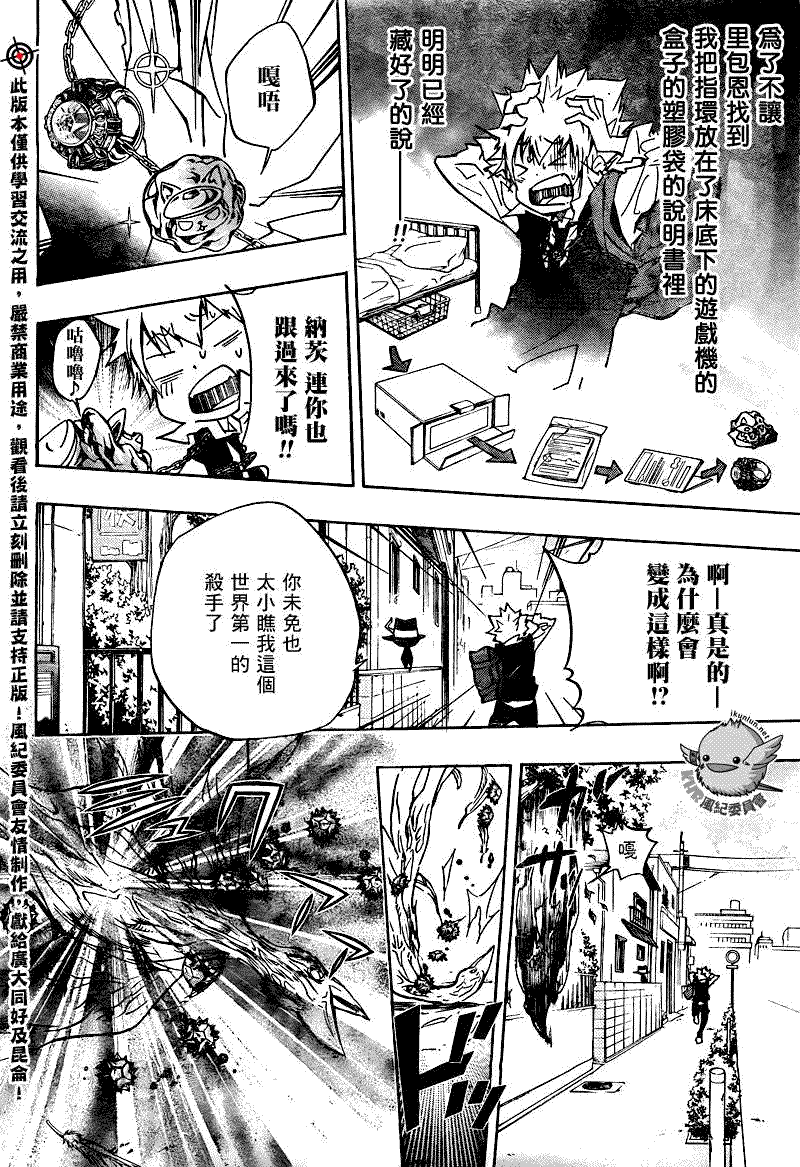 為了不讓
里包恩找到
我把指環放在了床底下的遊戲機的
盒子的塑膠袋的說明書裡
明明已經
藏好了的說
!!
嘎唔
納茨 連你也
跟過來了嗎!!
咕嚕嚕♪
啊—真是的—
為什麼會
變成這樣啊!?
你未免也
太小瞧我這個
世界第一的
殺手了
ikunlun.net
KHR風紀委員會
嘎
ドッ
此版本僅供學習交流之用，嚴禁商業用途，觀看後請立刻刪除並請支持正版！風紀委員會友情制作，獻給廣大同好及昆侖！